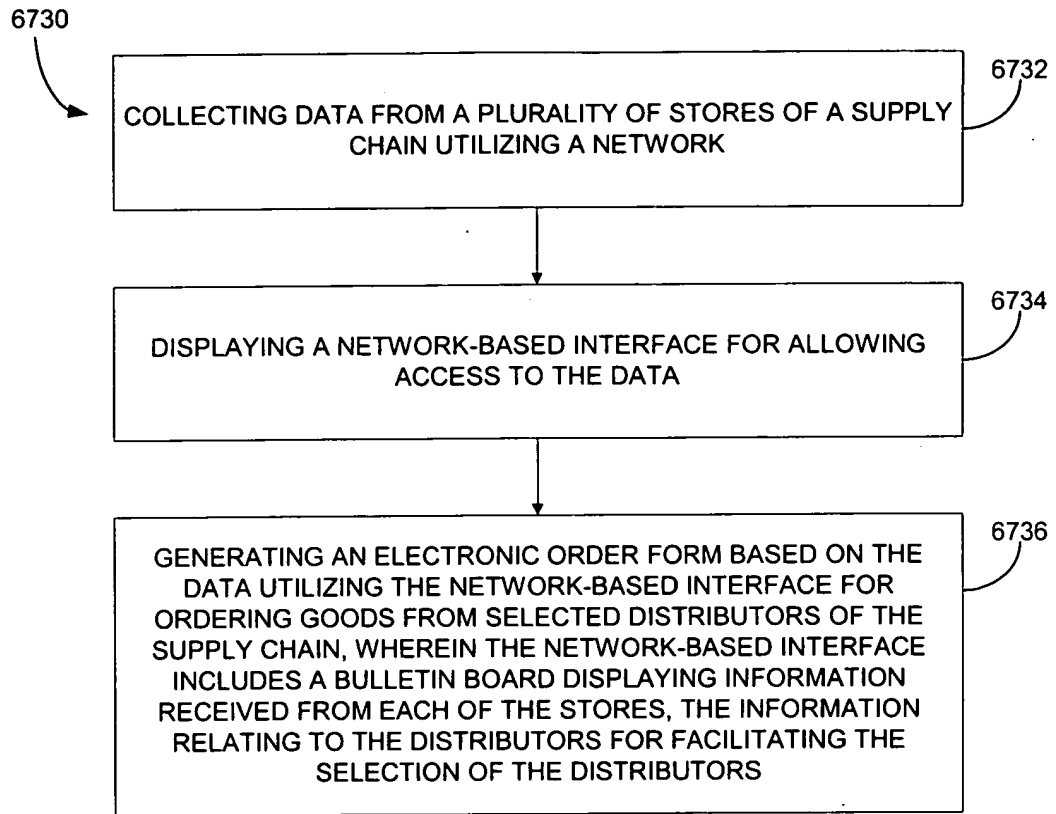 6730
6732
COLLECTING DATA FROM A PLURALITY OF STORES OF A SUPPLY
CHAIN UTILIZING A NETWORK
6734
DISPLAYING A NETWORK-BASED INTERFACE FOR ALLOWING
ACCESS TO THE DATA
6736
GENERATING AN ELECTRONIC ORDER FORM BASED ON THE
DATA UTILIZING THE NETWORK-BASED INTERFACE FOR
ORDERING GOODS FROM SELECTED DISTRIBUTORS OF THE
SUPPLY CHAIN, WHEREIN THE NETWORK-BASED INTERFACE
INCLUDES A BULLETIN BOARD DISPLAYING INFORMATION
RECEIVED FROM EACH OF THE STORES, THE INFORMATION
RELATING TO THE DISTRIBUTORS FOR FACILITATING THE
SELECTION OF THE DISTRIBUTORS